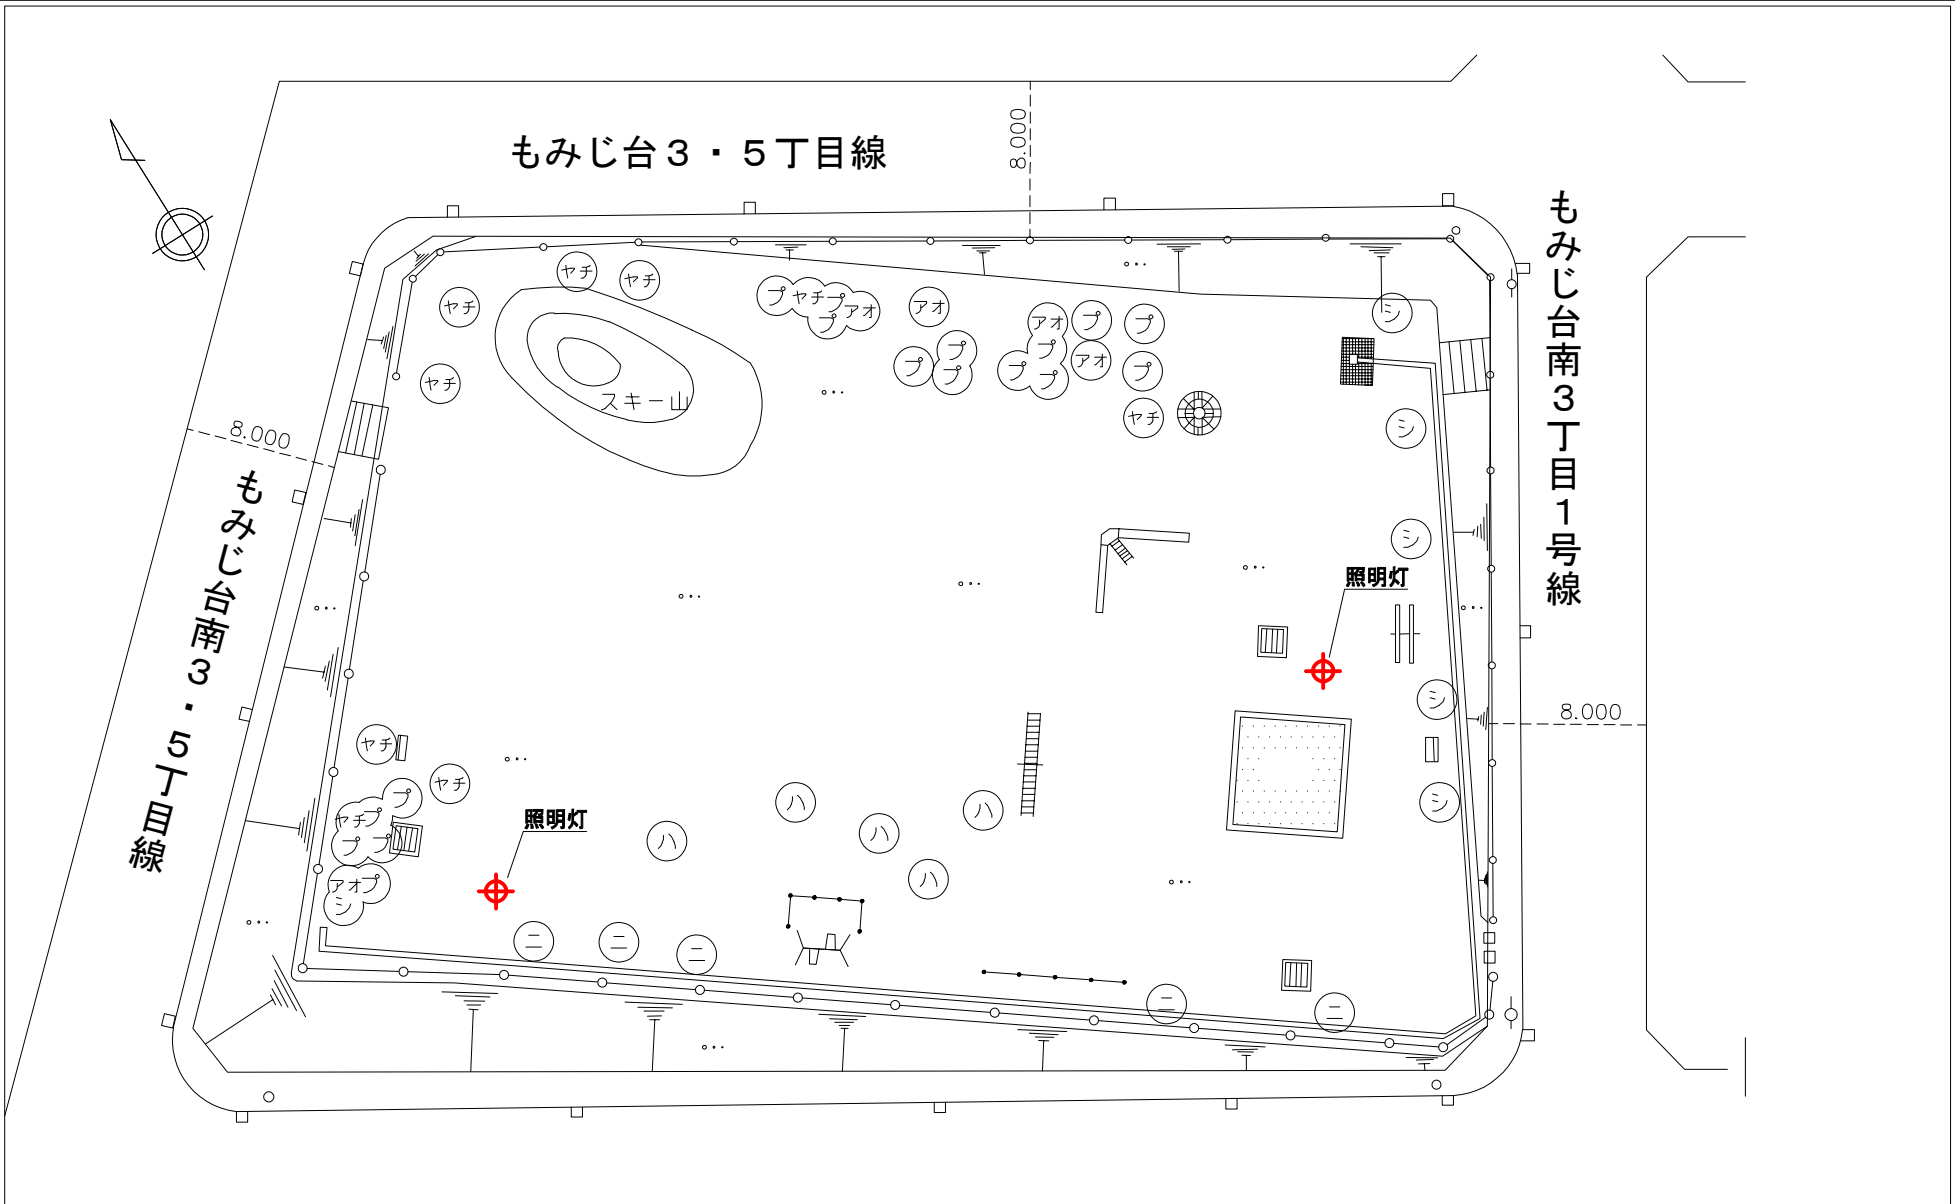 もみじ台３・５丁目線
8.000
もみじ台南３丁目１号線
ヤチ
ヤチ
ヤチ
ヤチ
プ
ヤチ
プ
プ
アオ
アオ
プ
プ
プ
アオ
プ
プ
プ
プ
アオ
プ
プ
ヤチ
シ
スキー山
シ
8.000
もみじ台南３・５丁目線
シ
照明灯
シ
8.000
シ
ヤチ
ヤチ
プ
ヤチ
プ
プ
プ
アオ
プ
シ
照明灯
ハ
ハ
ハ
ハ
ハ
ニ
ニ
ニ
ニ
ニ